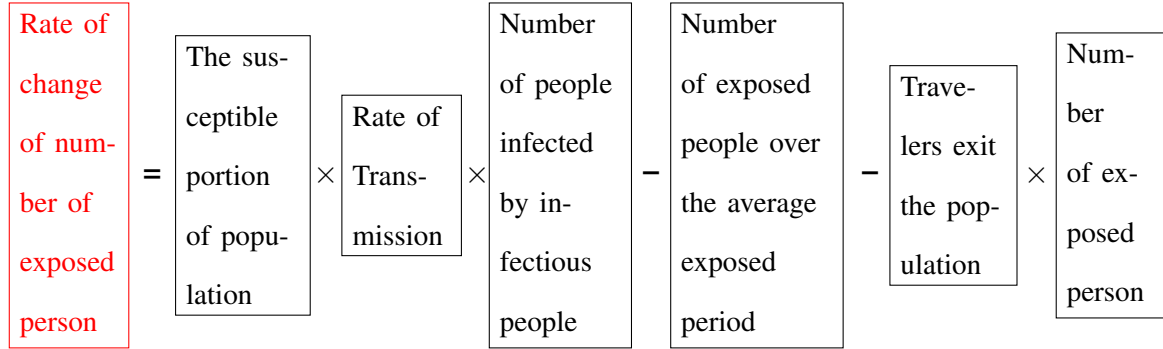 Rate of
change
of num-
ber of
exposed
person
=
The sus-
ceptible
portion
of popu-
lation
×
Rate of
Trans-
mission
×
Number
of people
infected
by in-
fectious
people
−
Number
of exposed
people over
the average
exposed
period
−
Trave-
lers exit
the pop-
ulation
×
Num-
ber
of ex-
posed
person